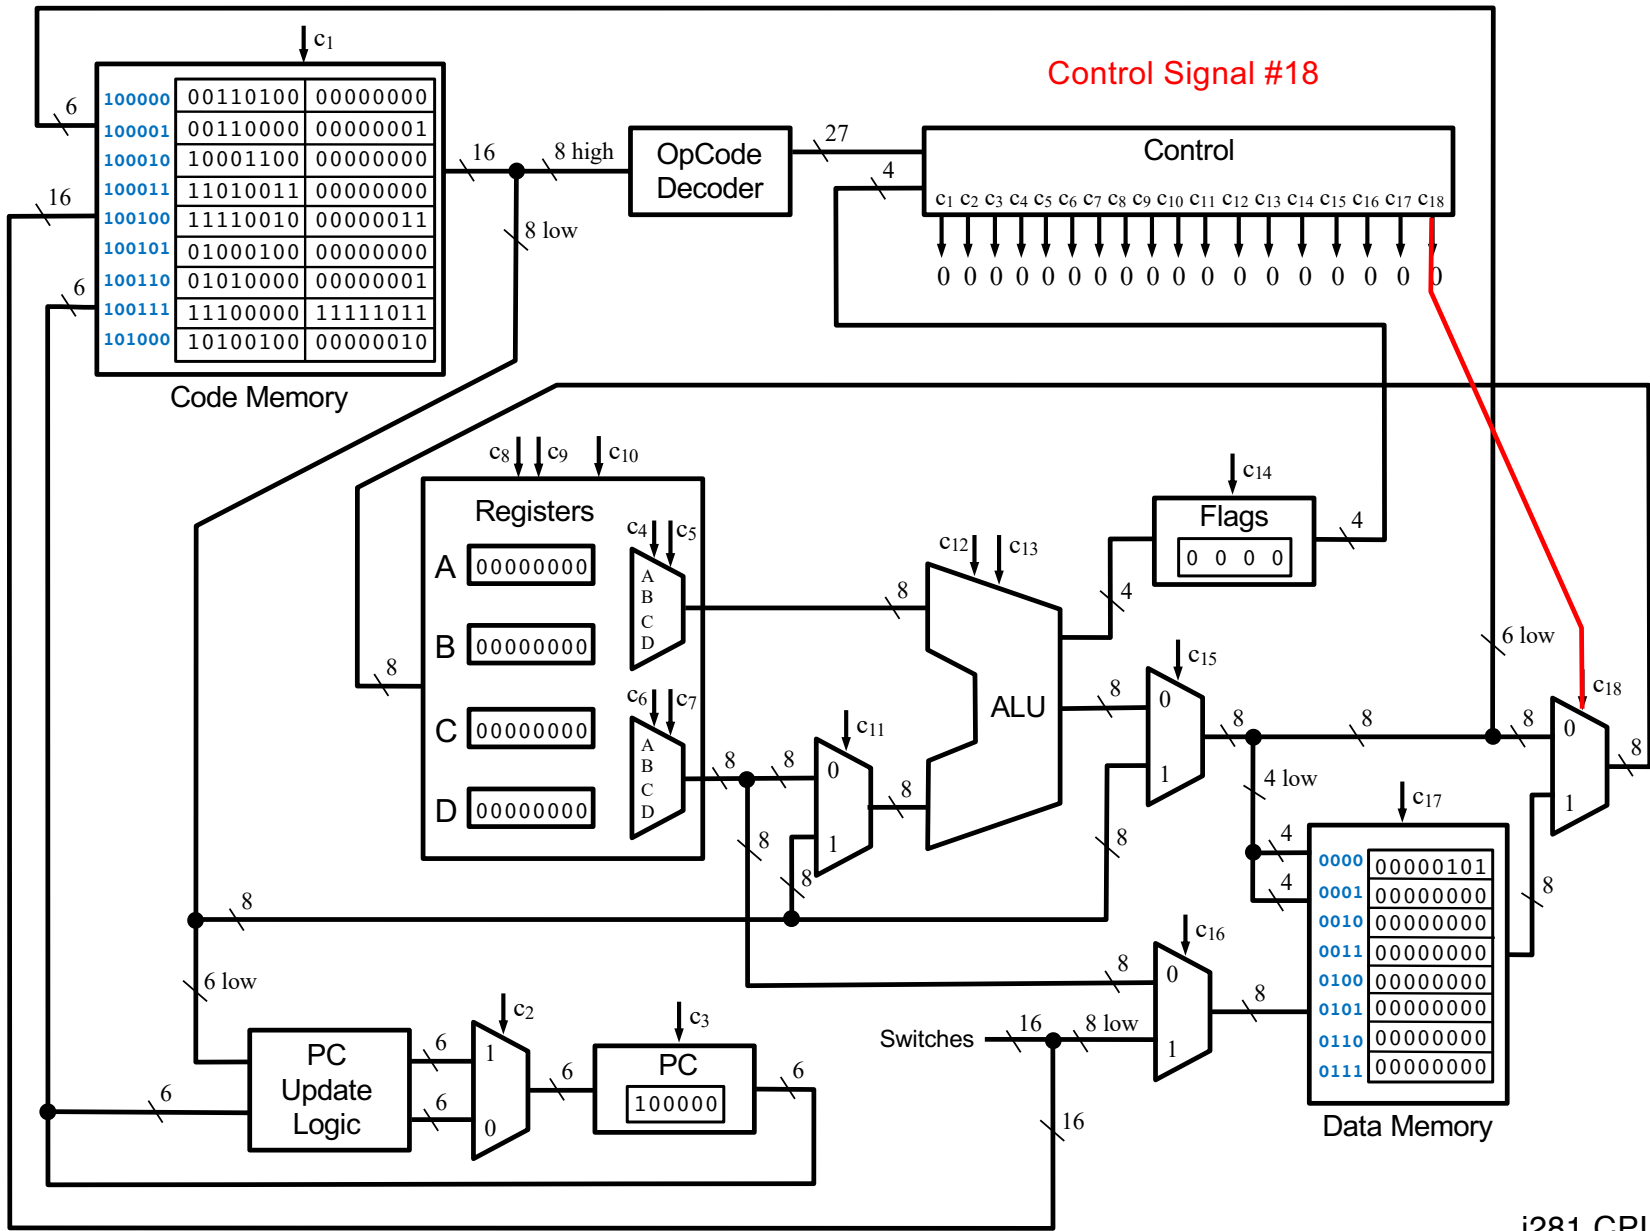 c1
Control Signal #18
6
100000 00110100 00000000
100001 00110000 00000001
100010 10001100 00000000
100011 11010011 00000000
100100 11110010 00000011
100101 01000100 00000000
100110 01010000 00000001
100111 11100000 11111011
101000 10100100 00000010
Code Memory
16
6
16
8 high
8 low
OpCode
Decoder
27
4
Control
c1 c2 c3 c4 c5 c6 c7 c8 c9 c10 c11 c12 c13 c14 c15 c16 c17 c18
0 0 0 0 0 0 0 0 0 0 0 0 0 0 0 0 0 0
c8 c9 c10
Registers
A 00000000
B 00000000
C 00000000
D 00000000
8
c4 c5
A
B
C
D
c6 c7
A
B
C
D
8
8
8
8
c11
0
1
8
8
8
c12 c13
ALU
4
8
c14
Flags
0 0 0 0
4
c15
0
1
8
8
8
6 low
8
4 low
4
4
c18
0
1
8
c17
0000 00000101
0001 00000000
0010 00000000
0011 00000000
0100 00000000
0101 00000000
0110 00000000
0111 00000000
Data Memory
8
8
c16
0
1
8
8
Switches
16
8 low
16
6 low
PC
Update
Logic
6
6
6
c2
1
0
6
c3
PC
100000
6
i281 CPU